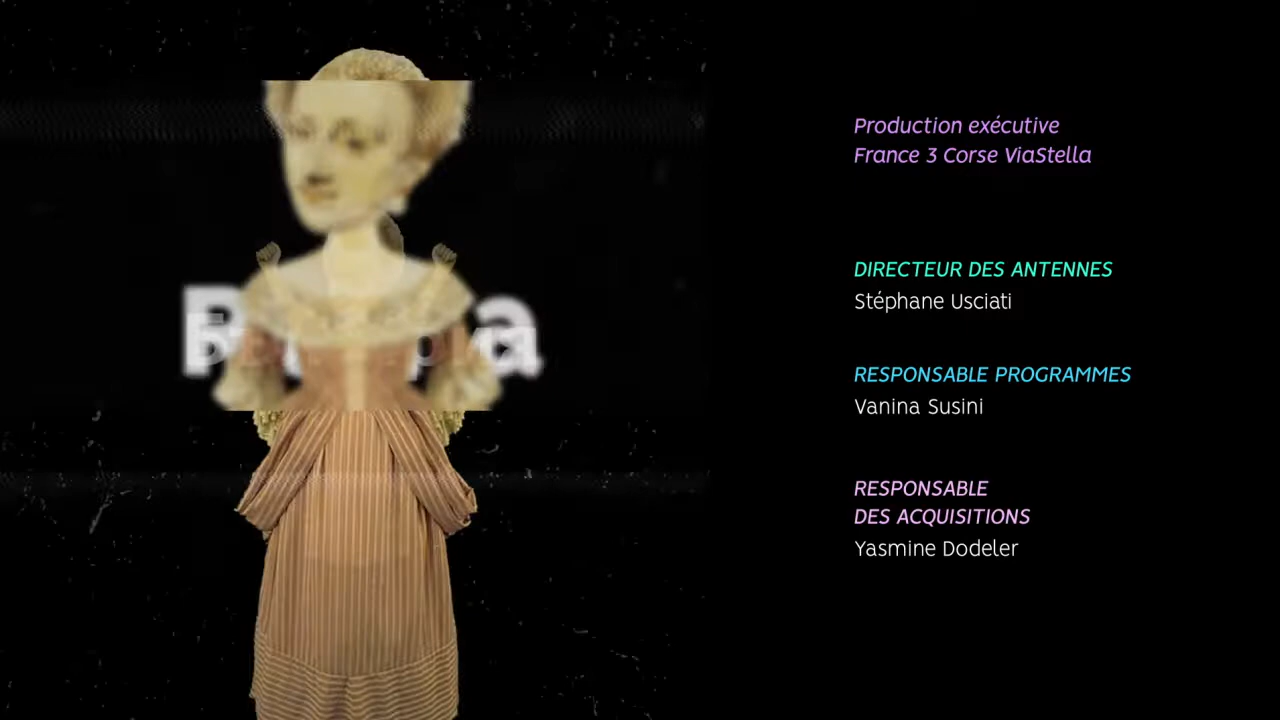 Production exécutive
France 3 Corse ViaStella
DIRECTEUR DES ANTENNES
Stéphane Usciati
RESPONSABLE PROGRAMMES
Vanina Susini
RESPONSABLE
DES ACQUISITIONS
Yasmine Dodeler